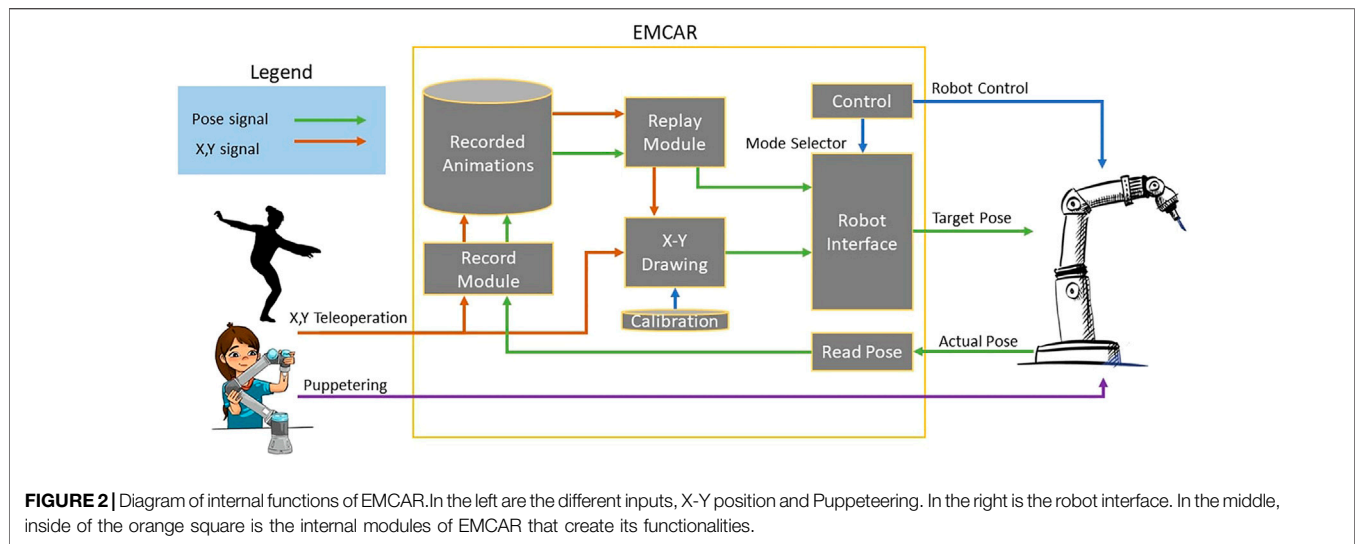 EMCAR
Legend
Pose signal
X,Y signal
Recorded
Animations
Replay
Module
Control
Robot Control
Mode Selector
Robot
Interface
Target Pose
X-Y
Drawing
Record
Module
X,Y Teleoperation
Calibration
Read Pose
Actual Pose
Puppetering
FIGURE 2 | Diagram of internal functions of EMCAR.In the left are the different inputs, X-Y position and Puppeteering. In the right is the robot interface. In the middle,
inside of the orange square is the internal modules of EMCAR that create its functionalities.